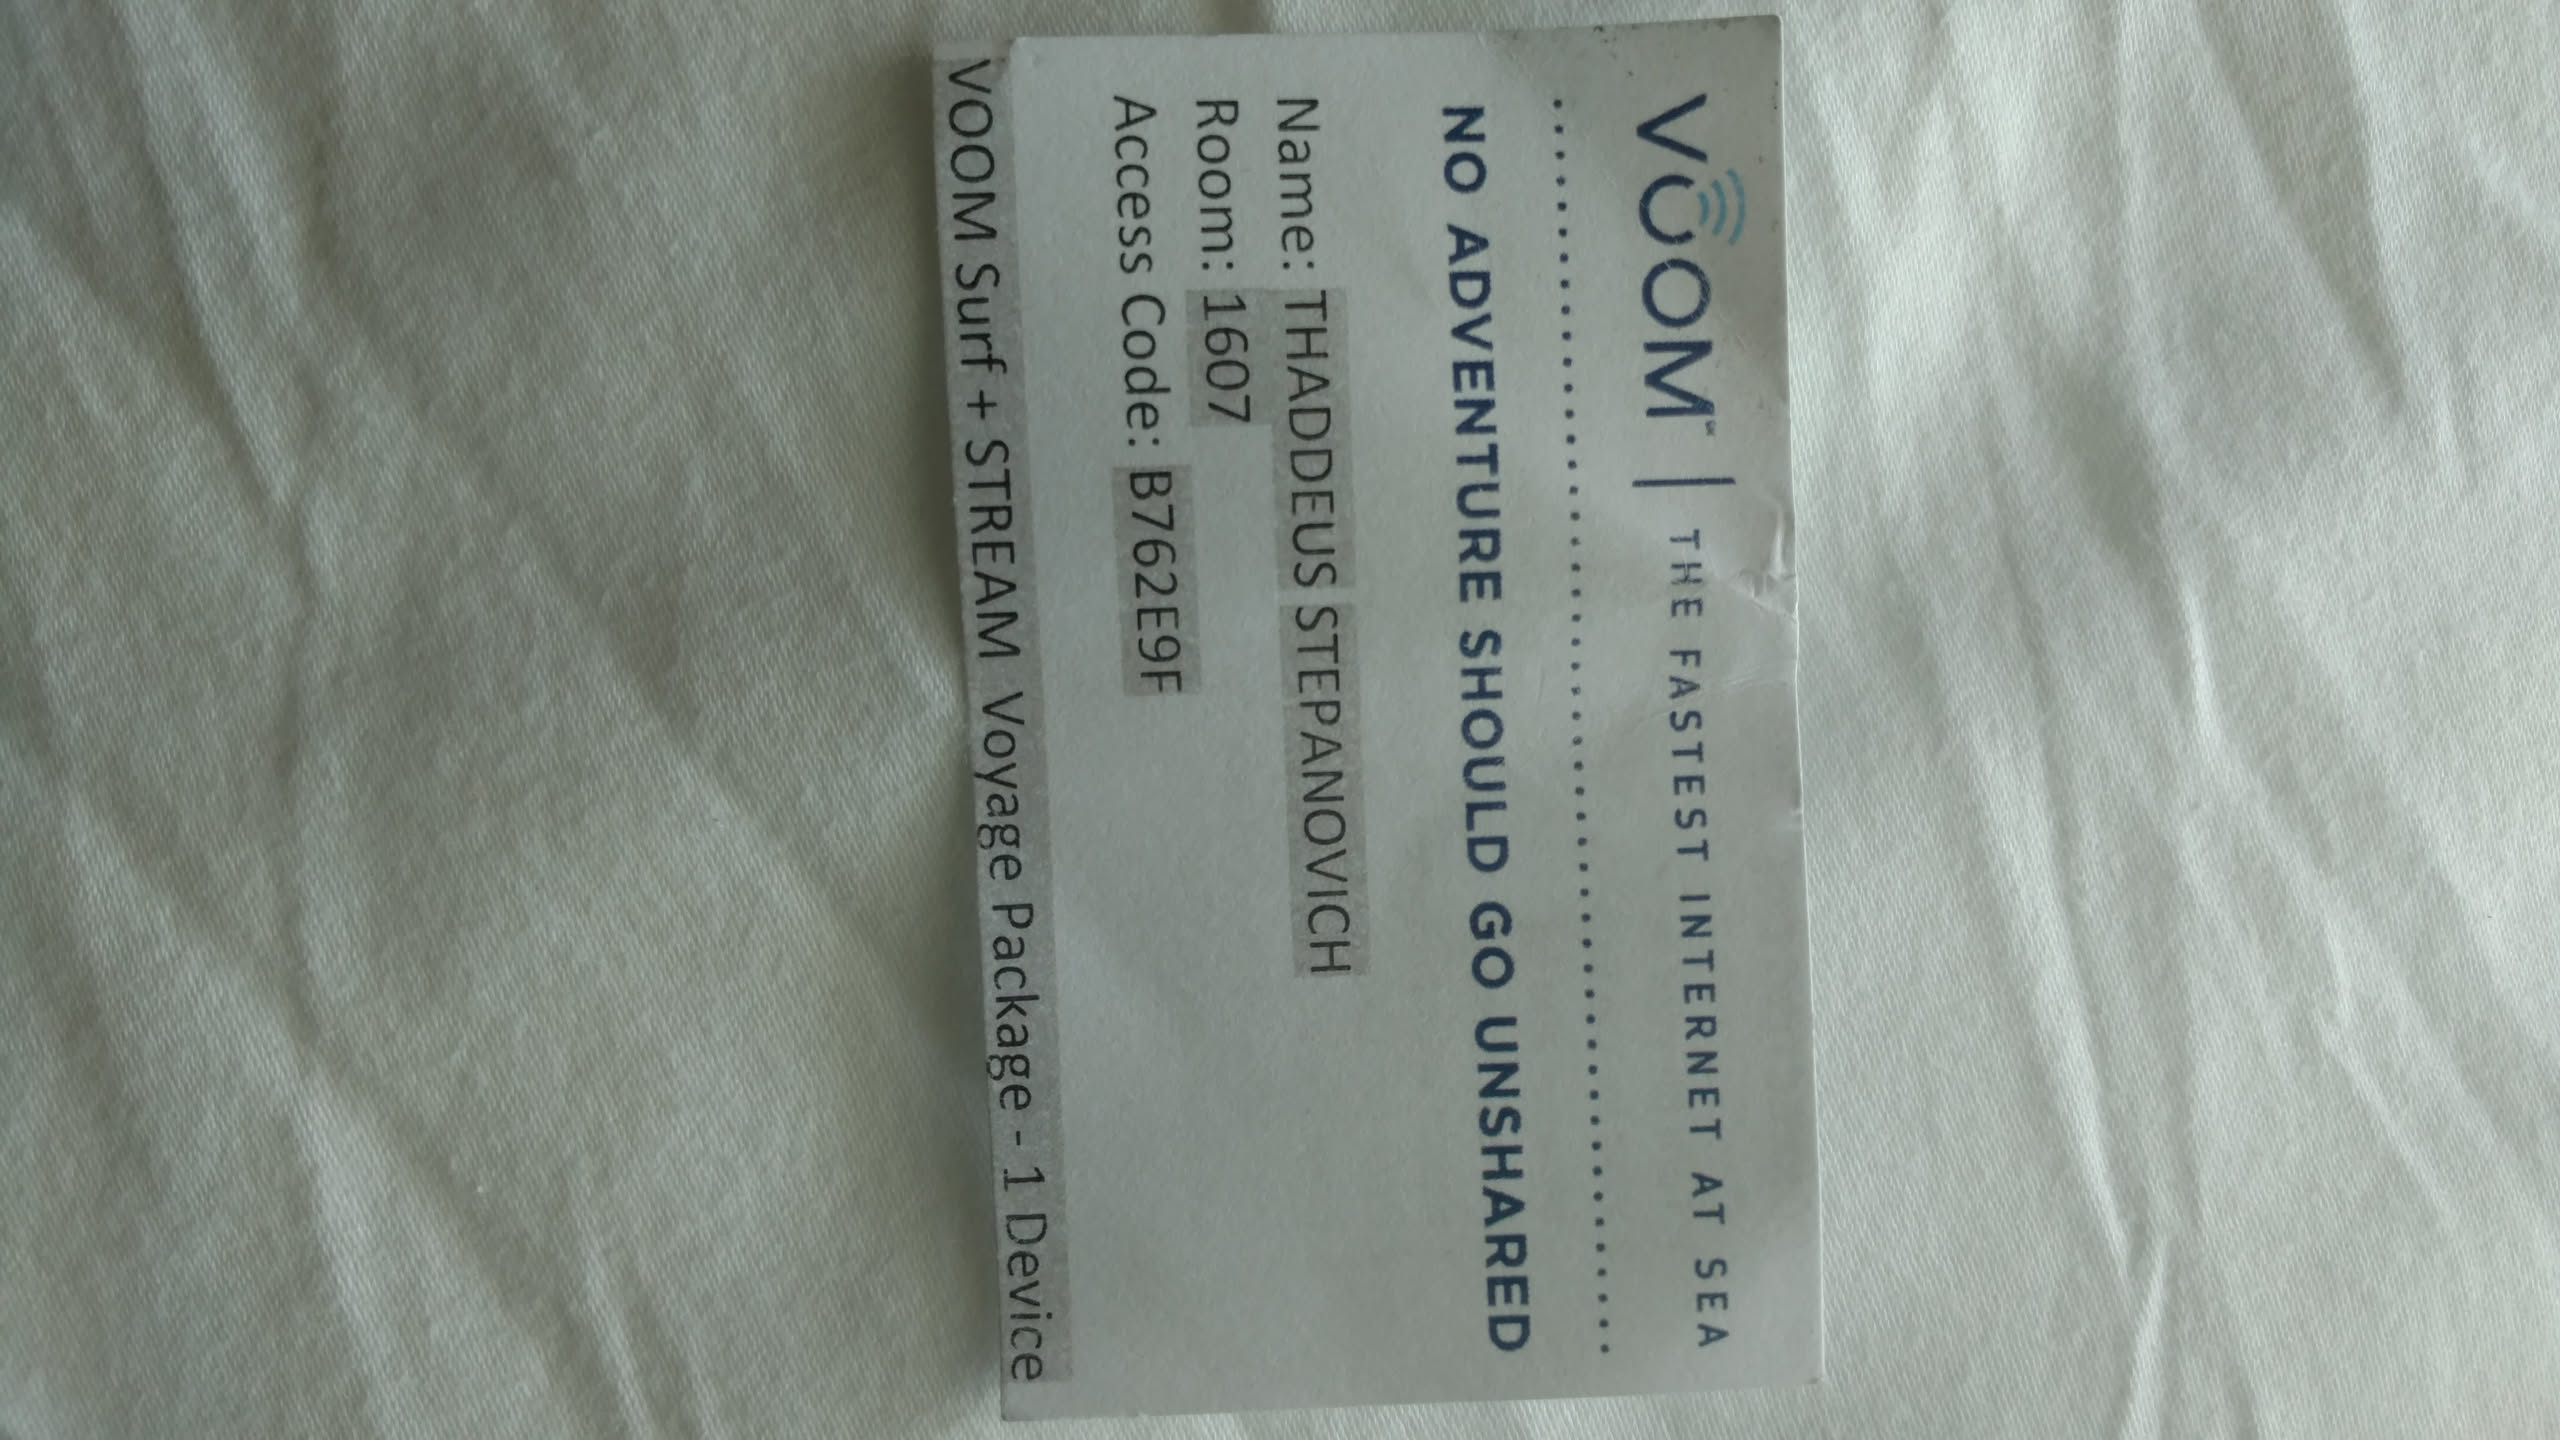 VOOM℠ | THE FASTEST INTERNET AT SEA
NO ADVENTURE SHOULD GO UNSHARED
Name: THADDEUS STEPANOVICH
Room: 1607
Access Code: B762E9F
VOOM Surf + STREAM Voyage Package - 1 Device